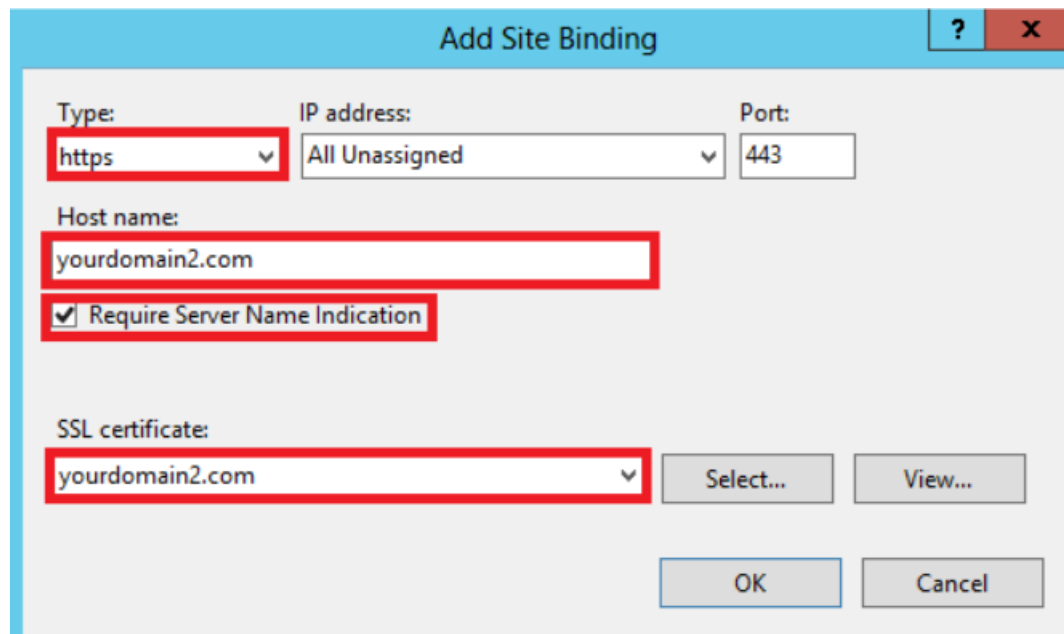 Add Site Binding
? x
Type: IP address: Port:
https All Unassigned 443
Host name:
yourdomain2.com
Require Server Name Indication
SSL certificate:
yourdomain2.com Select... View...
OK Cancel